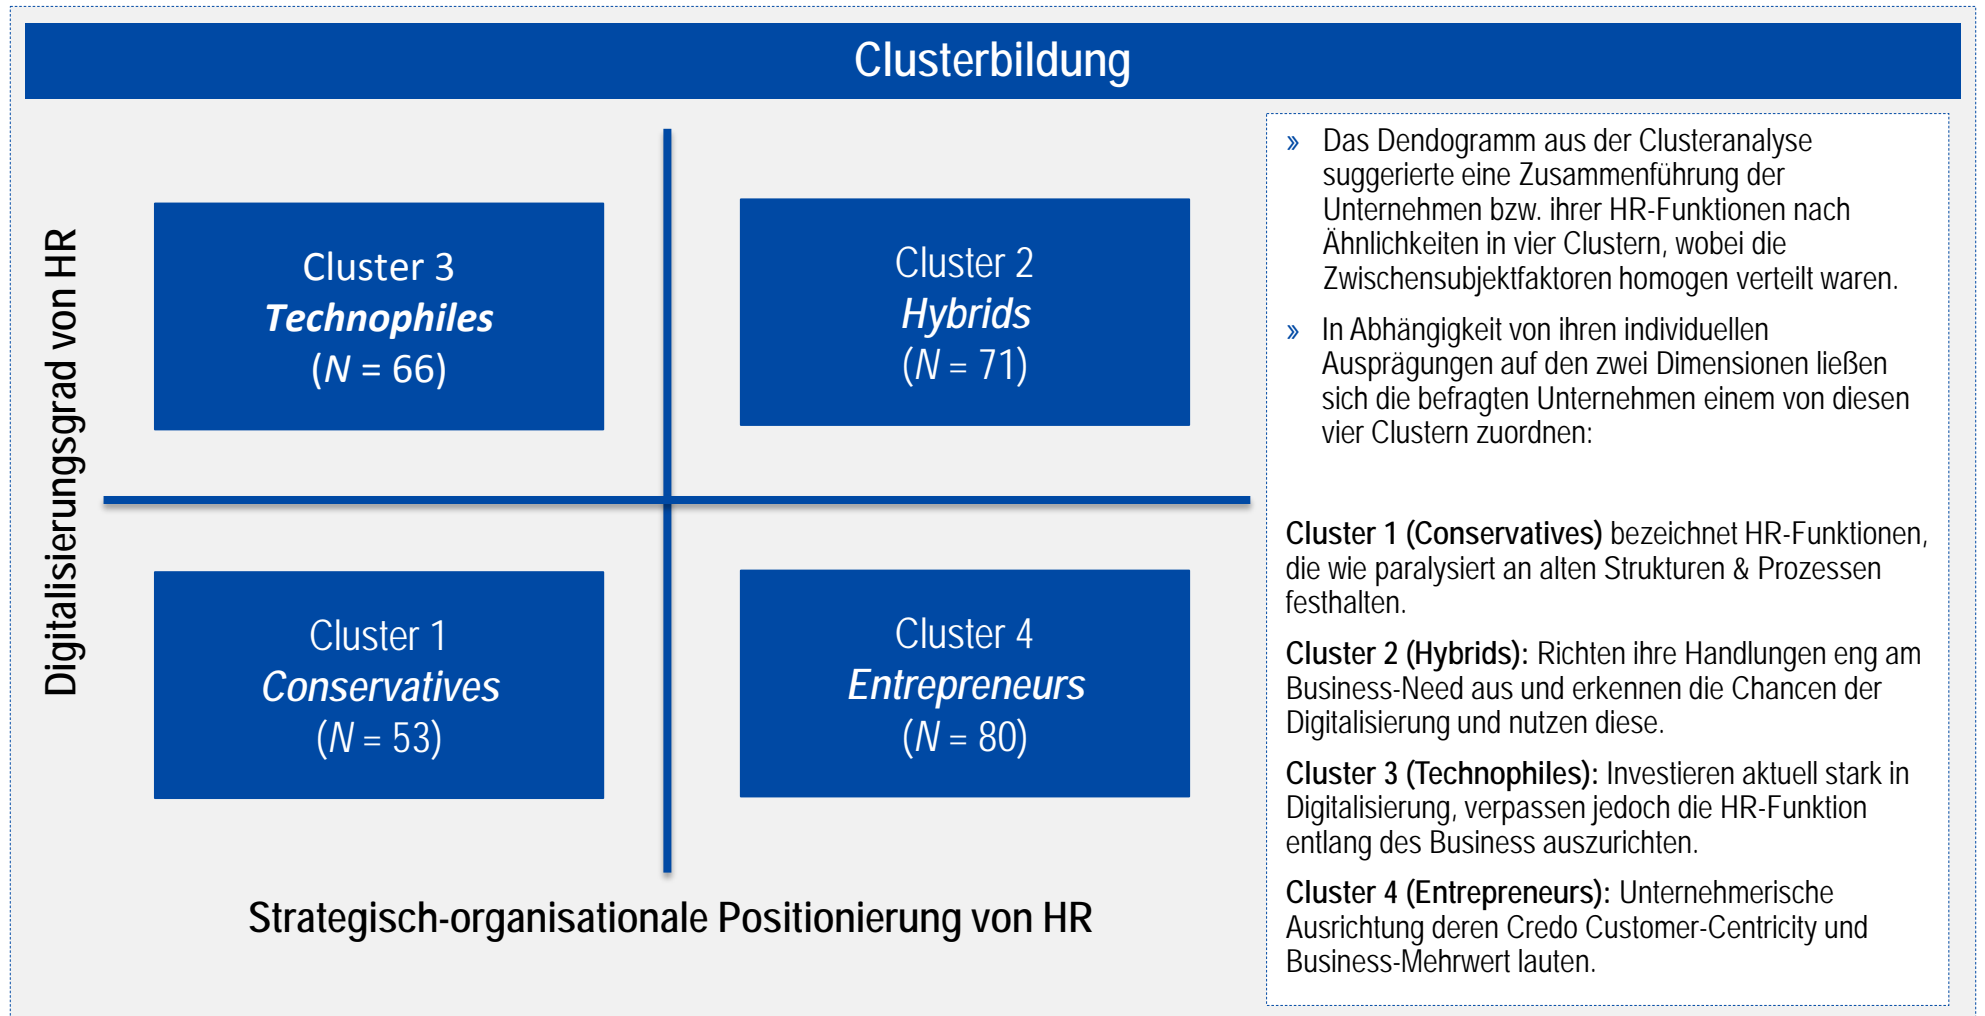 Clusterbildung
Digitalisierungsgrad von HR
Cluster 3
Technophiles
(N = 66)
Cluster 2
Hybrids
(N = 71)
Cluster 1
Conservatives
(N = 53)
Cluster 4
Entrepreneurs
(N = 80)
Strategisch-organisationale Positionierung von HR
» Das Dendogramm aus der Clusteranalyse
suggerierte eine Zusammenführung der
Unternehmen bzw. ihrer HR-Funktionen nach
Ähnlichkeiten in vier Clustern, wobei die
Zwischensubjektfaktoren homogen verteilt waren.
» In Abhängigkeit von ihren individuellen
Ausprägungen auf den zwei Dimensionen ließen
sich die befragten Unternehmen einem von diesen
vier Clustern zuordnen:
Cluster 1 (Conservatives) bezeichnet HR-Funktionen,
die wie paralysiert an alten Strukturen & Prozessen
festhalten.
Cluster 2 (Hybrids): Richten ihre Handlungen eng am
Business-Need aus und erkennen die Chancen der
Digitalisierung und nutzen diese.
Cluster 3 (Technophiles): Investieren aktuell stark in
Digitalisierung, verpassen jedoch die HR-Funktion
entlang des Business auszurichten.
Cluster 4 (Entrepreneurs): Unternehmerische
Ausrichtung deren Credo Customer-Centricity und
Business-Mehrwert lauten.